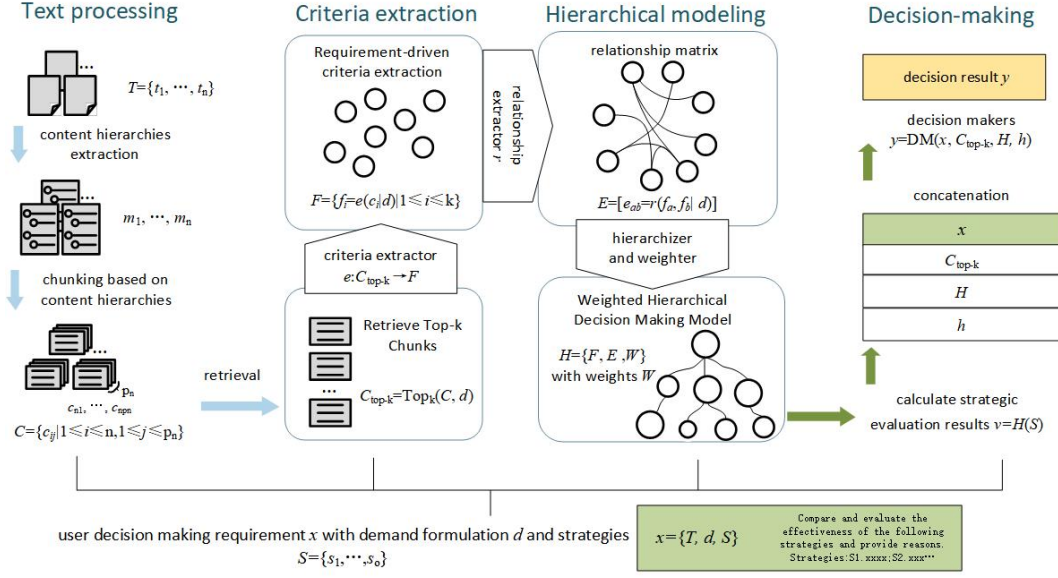 Text processing
T={t1, ···, tn}
content hierarchies
extraction
m1, ···, mn
chunking based on
content hierarchies
...
pn
cn1, ···, cnpn
C={cij|1≤i≤n,1≤j≤pn}
retrieval
Criteria extraction
Requirement-driven
criteria extraction
F={fi=e(ci|d)|1≤i≤k}
criteria extractor
e:Ctop-k→F
Retrieve Top-k
Chunks
...
Ctop-k=Topk(C, d)
relationship
extractor r
Hierarchical modeling
relationship matrix
E=[eab=r(fa, fb| d)]
hierarchizer
and weighter
Weighted Hierarchical
Decision Making Model
H={F, E ,W}
with weights W
Decision-making
decision result y
decision makers
y=DM(x, Ctop-k, H, h)
concatenation
x
Ctop-k
H
h
calculate strategic
evaluation results v=H(S)
user decision making requirement x with demand formulation d and strategies
S={s1,···,so}
x={T, d, S}
Compare and evaluate the
effectiveness of the following
strategies and provide reasons.
Strategies:S1.xxxx;S2.xxx···